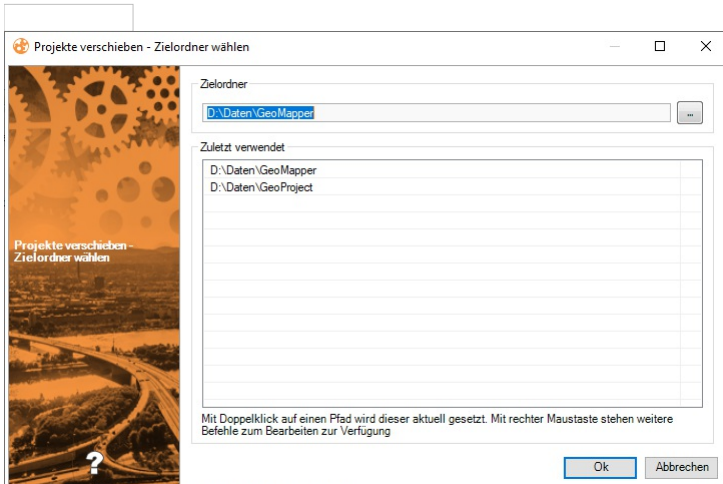 Projekte verschieben - Zielordner wählen
Projekte verschieben -
Zielordner wählen
?
Zielordner
D:\Daten\GeoMapper
...
Zuletzt verwendet
D:\Daten\GeoMapper
D:\Daten\GeoProject
Mit Doppelklick auf einen Pfad wird dieser aktuell gesetzt. Mit rechter Maustaste stehen weitere
Befehle zum Bearbeiten zur Verfügung
Ok
Abbrechen